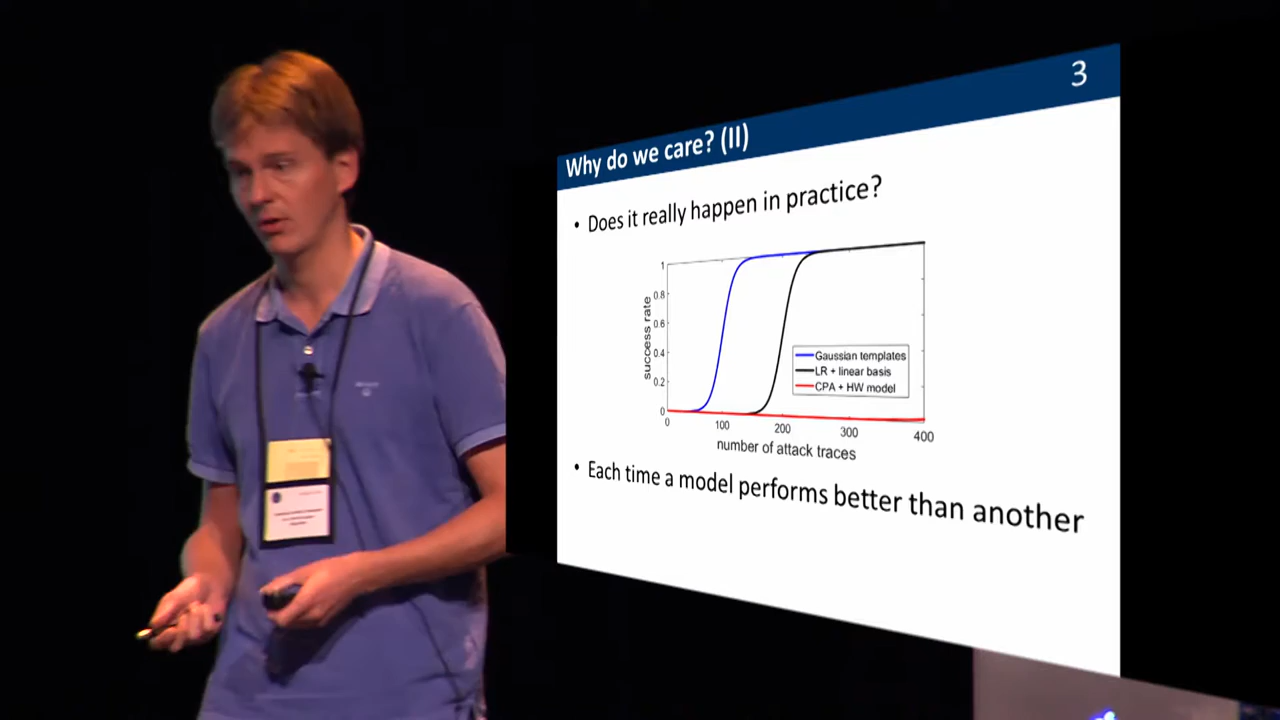 3
Why do we care? (II)
• Does it really happen in practice?
1
0.8
0.6
0.4
0.2
0
success rate
Gaussian templates
LR + linear basis
CPA + HW model
0 100 200 300 400
number of attack traces
• Each time a model performs better than another